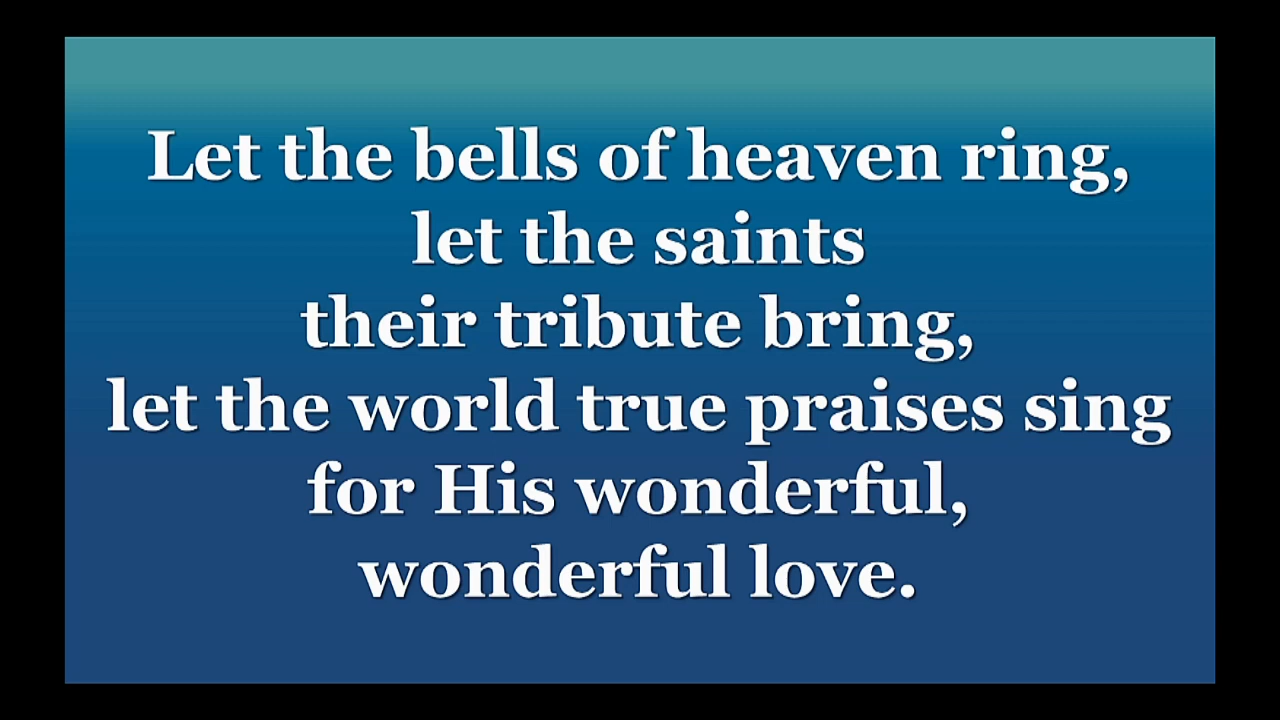 Let the bells of heaven ring,
let the saints
their tribute bring,
let the world true praises sing
for His wonderful,
wonderful love.